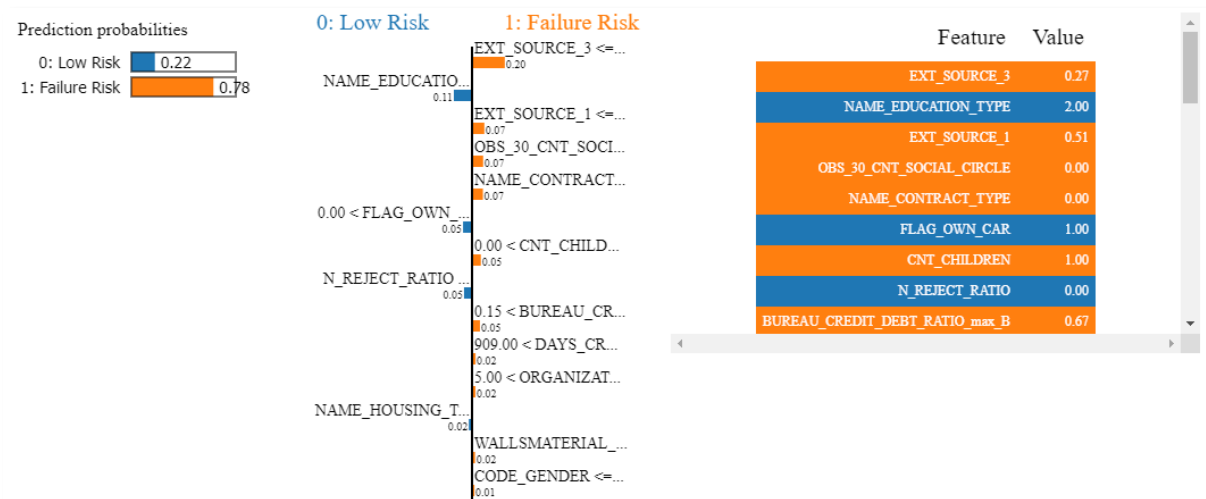 Prediction probabilities
0: Low Risk 0.22
1: Failure Risk 0.78
0: Low Risk 1: Failure Risk
EXT_SOURCE_3 <=...
0.20
NAME_EDUCATIO...
0.11
EXT_SOURCE_1 <=...
0.07
OBS_30_CNT_SOCI...
0.07
NAME_CONTRACT...
0.07
0.00 < FLAG_OWN_...
0.05
0.00 < CNT_CHILD...
0.05
N_REJECT_RATIO ...
0.05
0.15 < BUREAU_CR...
0.05
909.00 < DAYS_CR...
0.02
5.00 < ORGANIZAT...
0.02
NAME_HOUSING_T...
0.02
WALLSMATERIAL_...
0.02
CODE_GENDER <=...
0.01
Feature Value
EXT_SOURCE_3 0.27
NAME_EDUCATION_TYPE 2.00
EXT_SOURCE_1 0.51
OBS_30_CNT_SOCIAL_CIRCLE 0.00
NAME_CONTRACT_TYPE 0.00
FLAG_OWN_CAR 1.00
CNT_CHILDREN 1.00
N_REJECT_RATIO 0.00
BUREAU_CREDIT_DEBT_RATIO_max_B 0.67